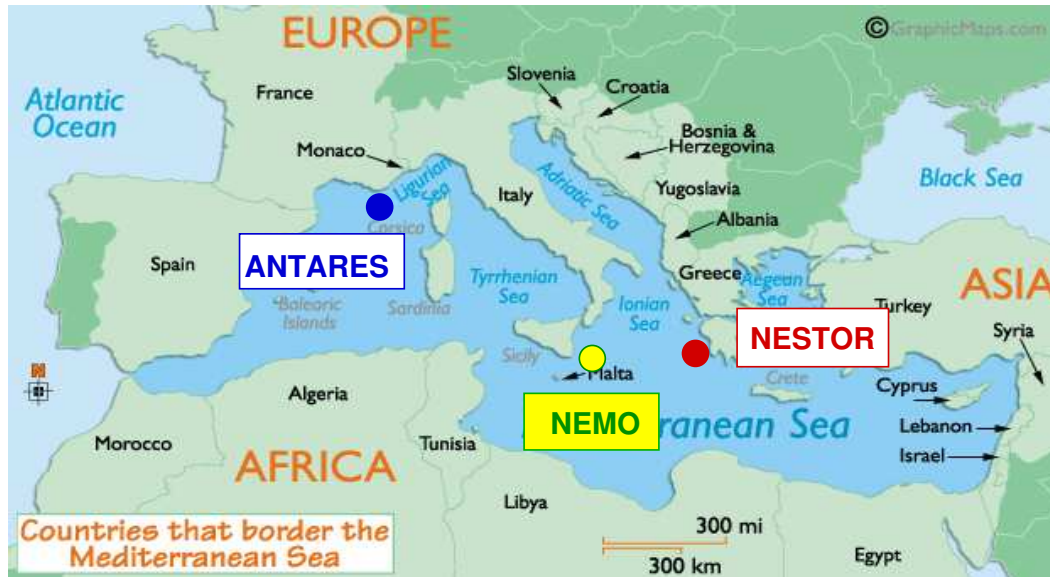 EUROPE
© GraphicMaps.com
Atlantic
Ocean
France
Slovenia
Croatia
Monaco
Bosnia &
Herzegovina
Ligurian
Sea
Italy
Adriatic Sea
Yugoslavia
Black Sea
Corsica
Albania
ANTARES
Spain
Greece
Aegean
Sea
ASIA
Tyrrhenian
Sea
Ionian
Sea
Turkey
Balearic
Islands
Sardinia
NESTOR
Syria
N
Sicily
Malta
Crete
Cyprus
Algeria
NEMO
ranean Sea
Lebanon
Morocco
Tunisia
Israel
AFRICA
Libya
300 mi
Countries that border the
Mediterranean Sea
300 km
Egypt